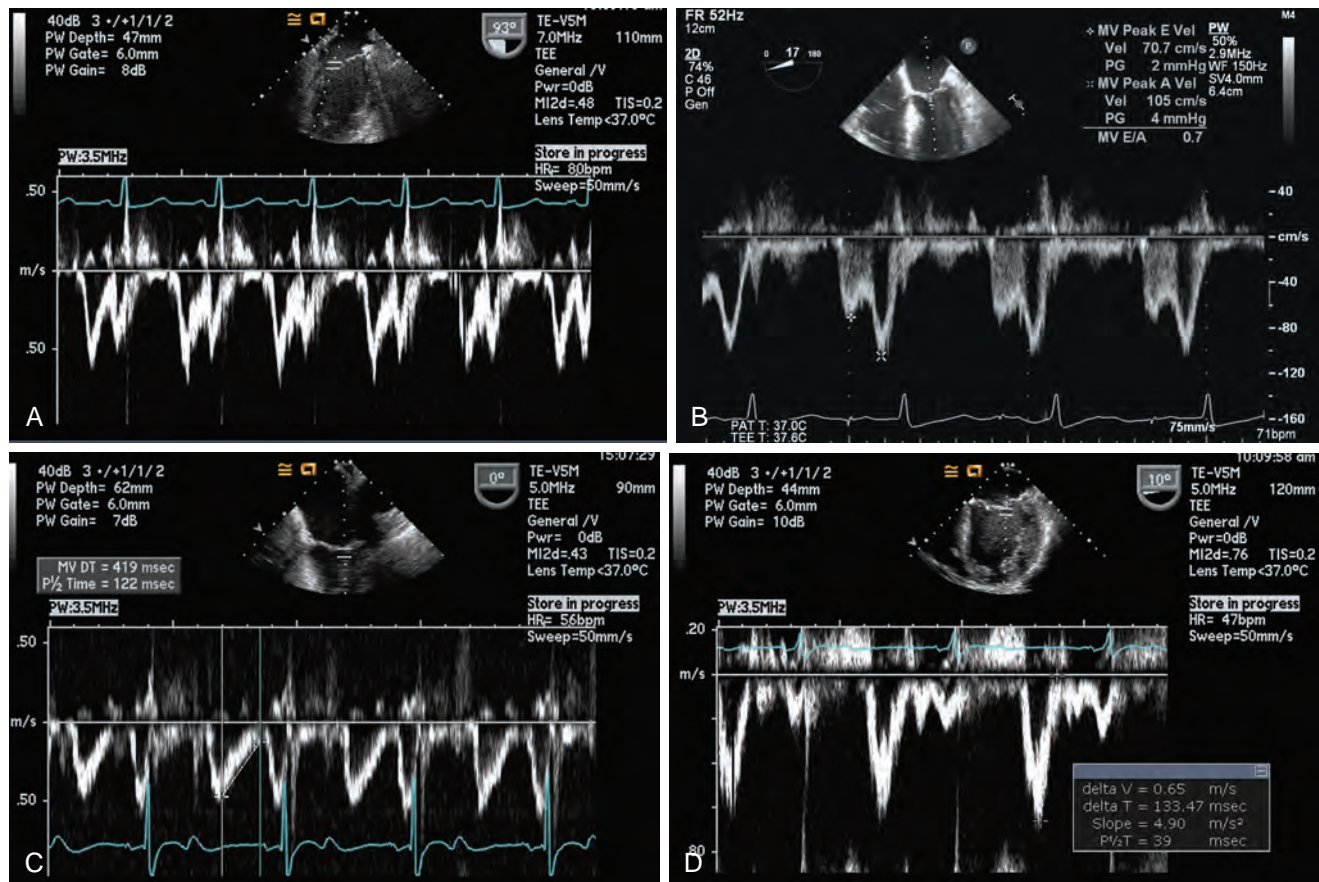 40dB 3 •/+1/1/2
PW Depth= 47mm
PW Gate= 6.0mm
PW Gain= 8dB
93°
TE-V5M
7.0MHz 110mm
TEE
General /V
Pwr=0dB
MI2d=.48 TIS=0.2
Lens Temp<37.0°C
Store in progress
HR= 80bpm
Sweep=50mm/s
PW:3.5MHz
.50
m/s
.50
A
FR 52Hz
12cm
2D
74%
C 46
P Off
Gen
0 17 180
P
MV Peak E Vel
Vel 70.7 cm/s
PG 2 mmHg
MV Peak A Vel
Vel 105 cm/s
PG 4 mmHg
MV E/A 0.7
PW
50%
2.9MHz
WF 150Hz
SV4.0mm
6.4cm
M4
40
cm/s
-40
-80
-120
-160
PAT T: 37.0C
TEE T: 37.6C
75mm/s
71bpm
B
15:07:29
40dB 3 •/+1/1/2
PW Depth= 62mm
PW Gate= 6.0mm
PW Gain= 7dB
MV DT = 419 msec
P½ Time = 122 msec
0°
TE-V5M
5.0MHz 90mm
TEE
General /V
Pwr= 0dB
MI2d=.43 TIS=0.2
Lens Temp<37.0°C
Store in progress
HR= 56bpm
Sweep=50mm/s
PW:3.5MHz
.50
m/s
.50
C
10:09:58 am
40dB 3 •/+1/1/2
PW Depth= 44mm
PW Gate= 6.0mm
PW Gain= 10dB
10°
TE-V5M
5.0MHz 120mm
TEE
General /V
Pwr=0dB
MI2d=.76 TIS=0.2
Lens Temp<37.0°C
Store in progress
HR= 47bpm
Sweep=50mm/s
PW:3.5MHz
.20
m/s
.80
delta V = 0.65 m/s
delta T = 133.47 msec
Slope = 4.90 m/s²
P½T = 39 msec
D